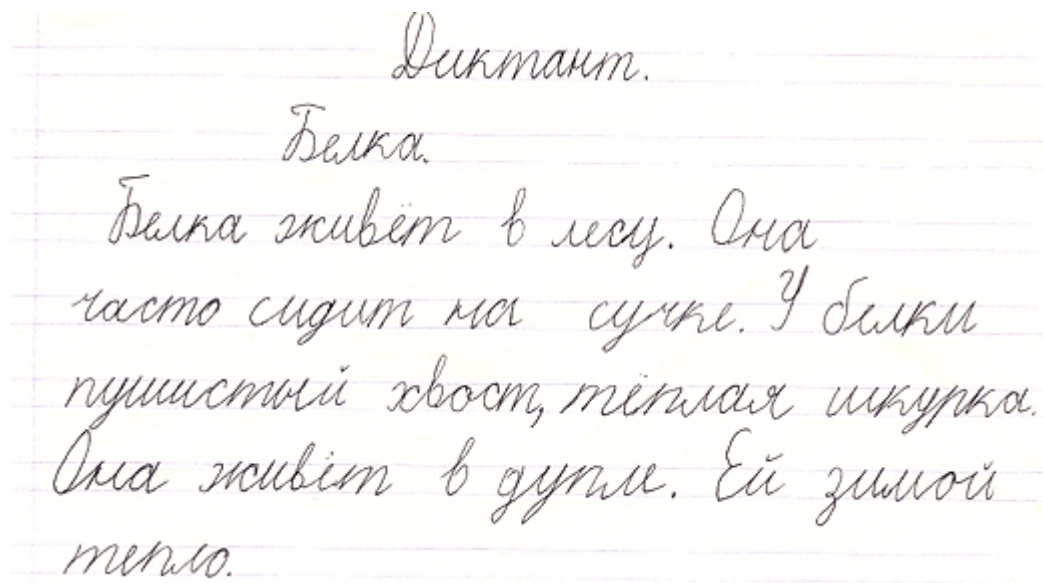 Диктант.
Белка.
Белка живёт в лесу. Она
часто сидит на сучке. У белки
пушистый хвост, тёплая шкурка.
Она живёт в дупле. Ей зимой
тепло.